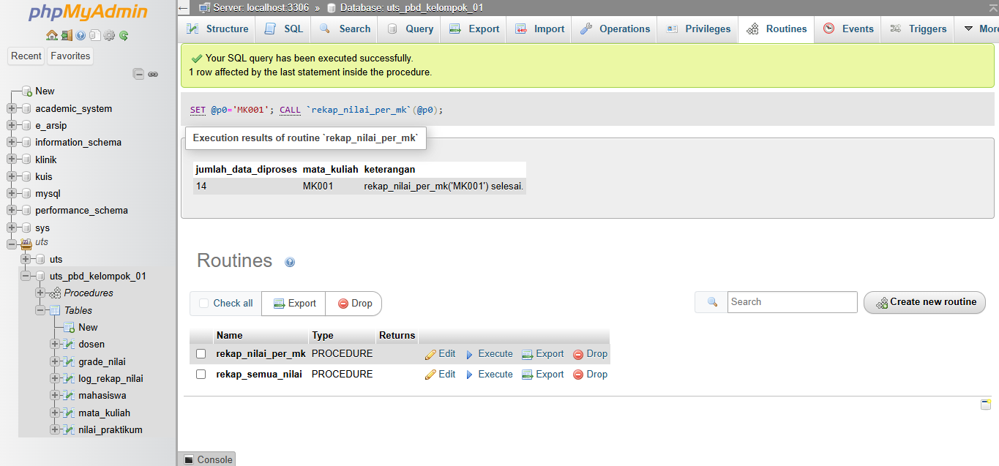 phpMyAdmin
Recent Favorites
New
academic_system
e_arsip
information_schema
klinik
kuis
mysql
performance_schema
sys
uts
uts
uts_pbd_kelompok_01
Procedures
Tables
New
dosen
grade_nilai
log_rekap_nilai
mahasiswa
mata_kuliah
nilai_praktikum
Server: localhost:3306 » Database: uts_pbd_kelompok_01
Structure SQL Search Query Export Import Operations Privileges Routines Events Triggers More
Your SQL query has been executed successfully.
1 row affected by the last statement inside the procedure.
SET @p0='MK001'; CALL `rekap_nilai_per_mk`(@p0);
Execution results of routine `rekap_nilai_per_mk`
jumlah_data_diproses mata_kuliah keterangan
14 MK001 rekap_nilai_per_mk('MK001') selesai.
Routines
Check all Export Drop Search Create new routine
Name Type Returns
rekap_nilai_per_mk PROCEDURE Edit Execute Export Drop
rekap_semua_nilai PROCEDURE Edit Execute Export Drop
Console